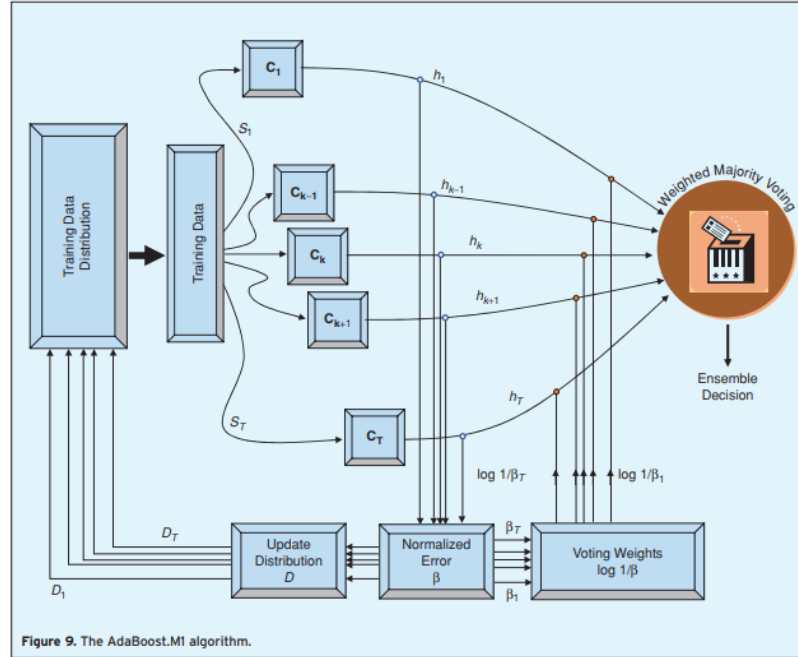 C1
h1
S1
Training Data
Distribution
Training Data
Ck–1
hk–1
Weighted Majority Voting
Ck
hk
Ck+1
hk+1
Ensemble
Decision
ST
CT
hT
log 1/βT
log 1/β1
DT
Update
Distribution
D
Normalized
Error
β
βT
β1
Voting Weights
log 1/β
D1
Figure 9. The AdaBoost.M1 algorithm.